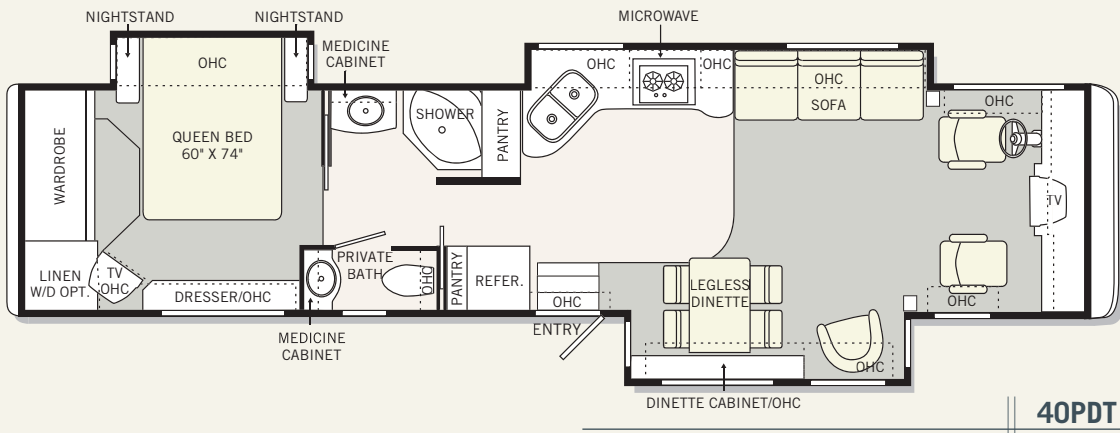 NIGHTSTAND
NIGHTSTAND
MICROWAVE
MEDICINE
CABINET
OHC
OHC
OHC
OHC
SOFA
OHC
WARDROBE
QUEEN BED
60" X 74"
SHOWER
PANTRY
TV
LINEN
W/D OPT.
TV
OHC
DRESSER/OHC
PRIVATE
BATH
OHC
PANTRY
REFER.
OHC
LEGLESS
DINETTE
OHC
OHC
ENTRY
MEDICINE
CABINET
DINETTE CABINET/OHC
40PDT